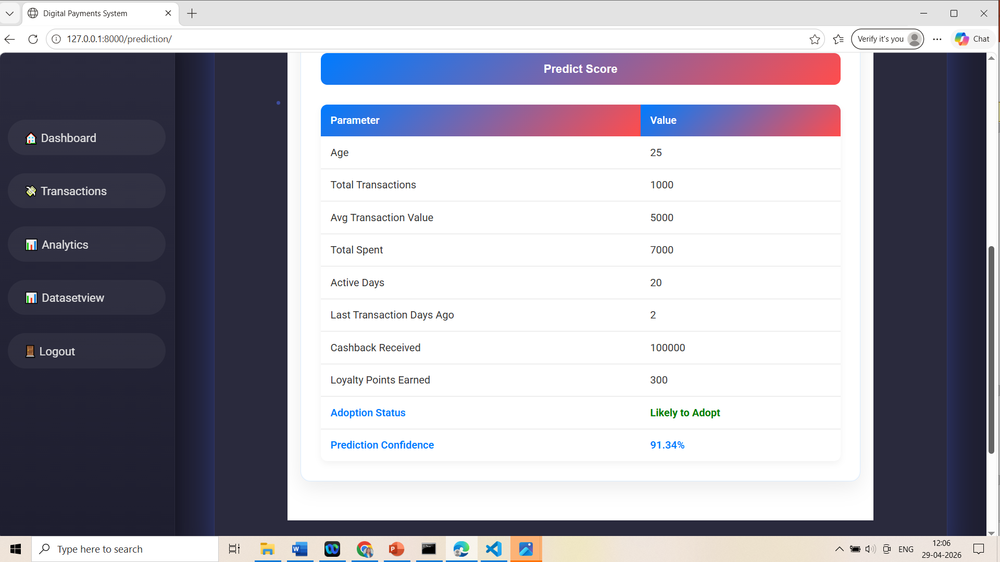 Digital Payments System
127.0.0.1:8000/prediction/
Verify it's you
Chat
Predict Score
Parameter Value
Age 25
Total Transactions 1000
Avg Transaction Value 5000
Total Spent 7000
Active Days 20
Last Transaction Days Ago 2
Cashback Received 100000
Loyalty Points Earned 300
Adoption Status Likely to Adopt
Prediction Confidence 91.34%
Dashboard
Transactions
Analytics
Datasetview
Logout
Type here to search
W
P
ENG
12:06
29-04-2026